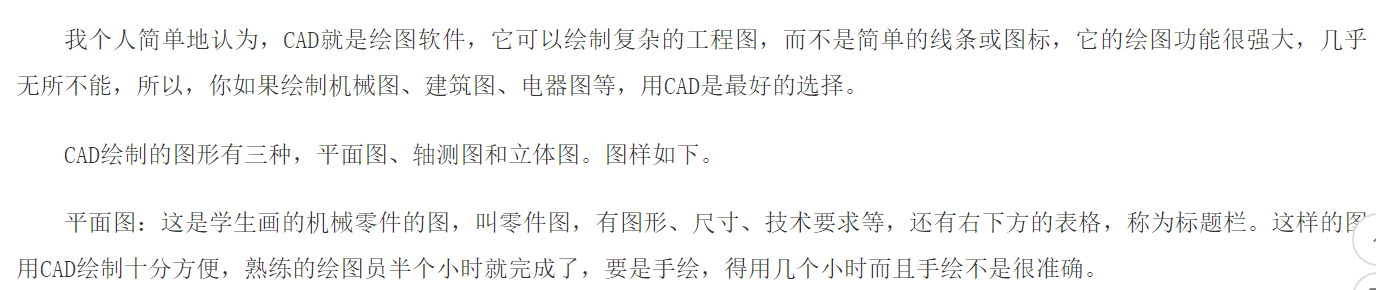 我个人简单地认为，CAD就是绘图软件，它可以绘制复杂的工程图，而不是简单的线条或图标，它的绘图功能很强大，几乎
无所不能，所以，你如果绘制机械图、建筑图、电器图等，用CAD是最好的选择。
CAD绘制的图形有三种，平面图、轴测图和立体图。图样如下。
平面图：这是学生画的机械零件的图，叫零件图，有图形、尺寸、技术要求等，还有右下方的表格，称为标题栏。这样的图
用CAD绘制十分方便，熟练的绘图员半个小时就完成了，要是手绘，得用几个小时而且手绘不是很准确。